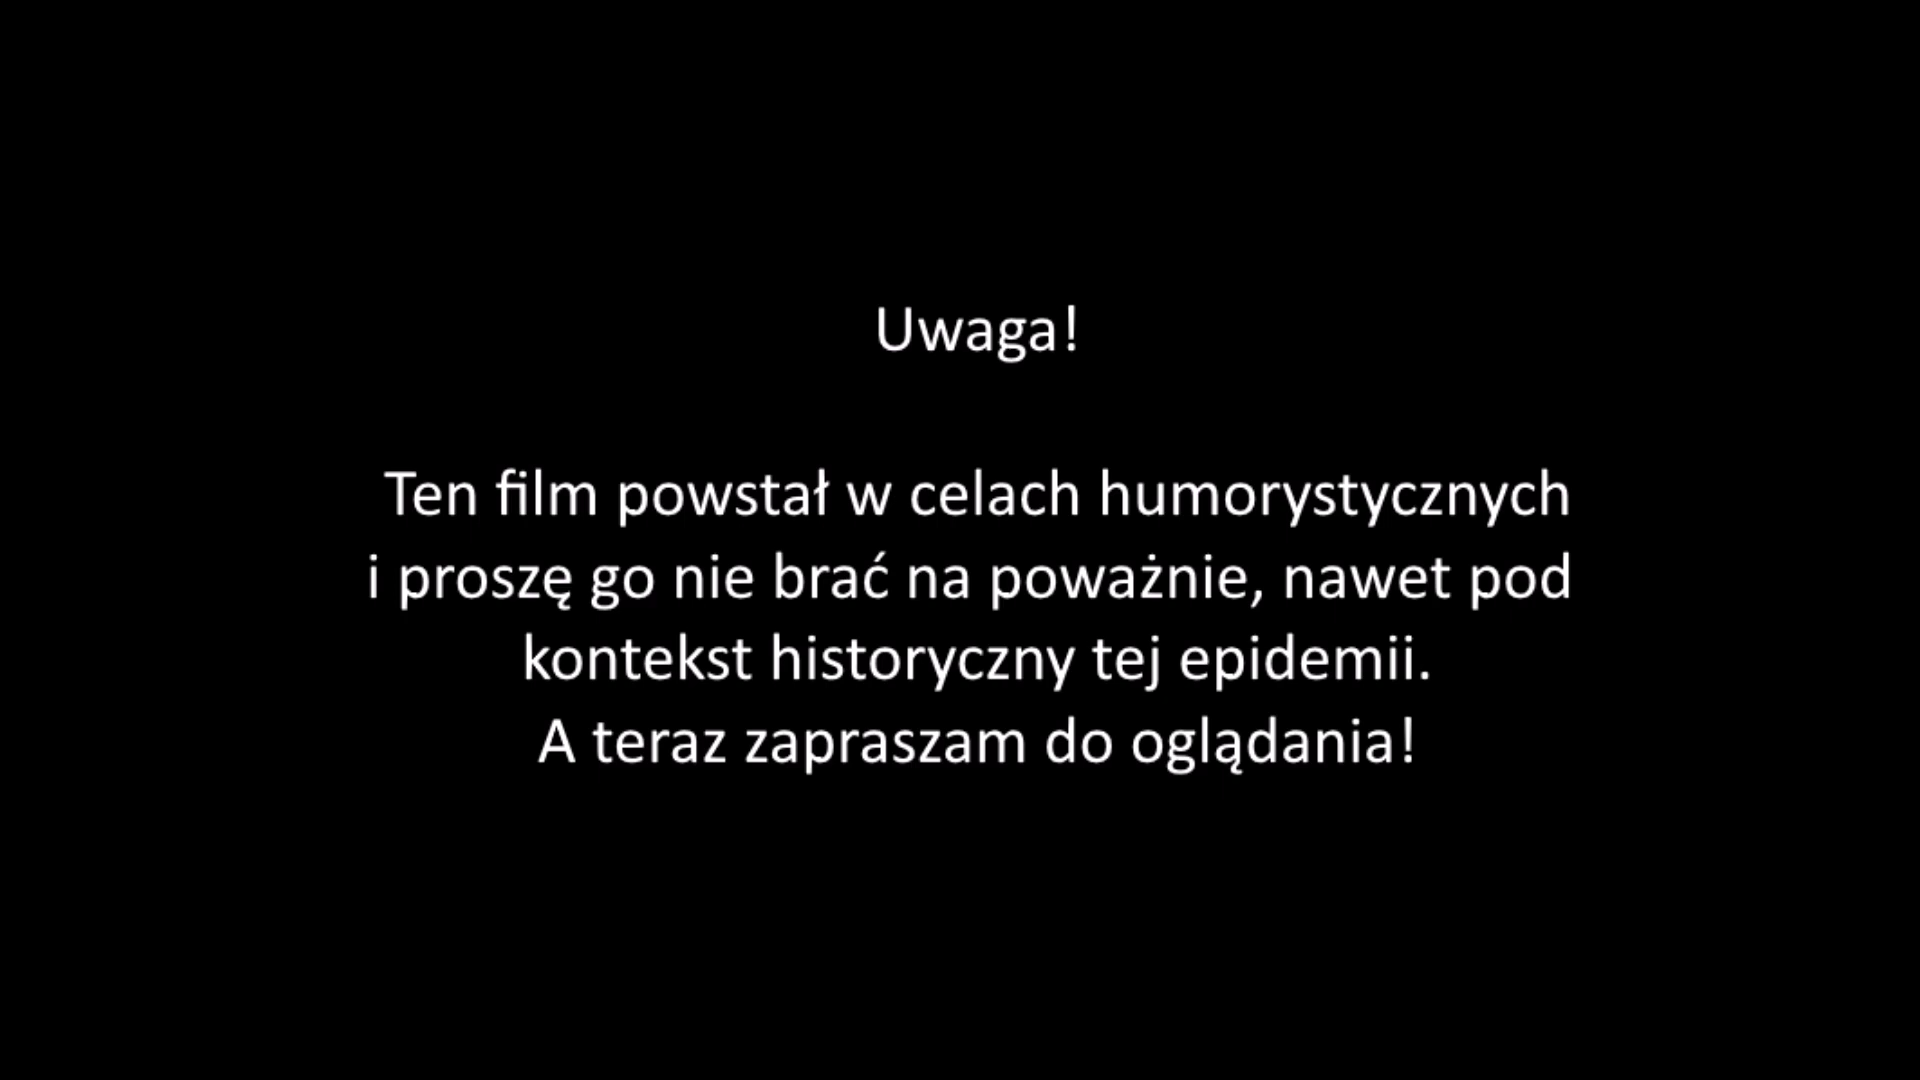 Uwaga!
Ten film powstał w celach humorystycznych
i proszę go nie brać na poważnie, nawet pod
kontekst historyczny tej epidemii.
A teraz zapraszam do oglądania!